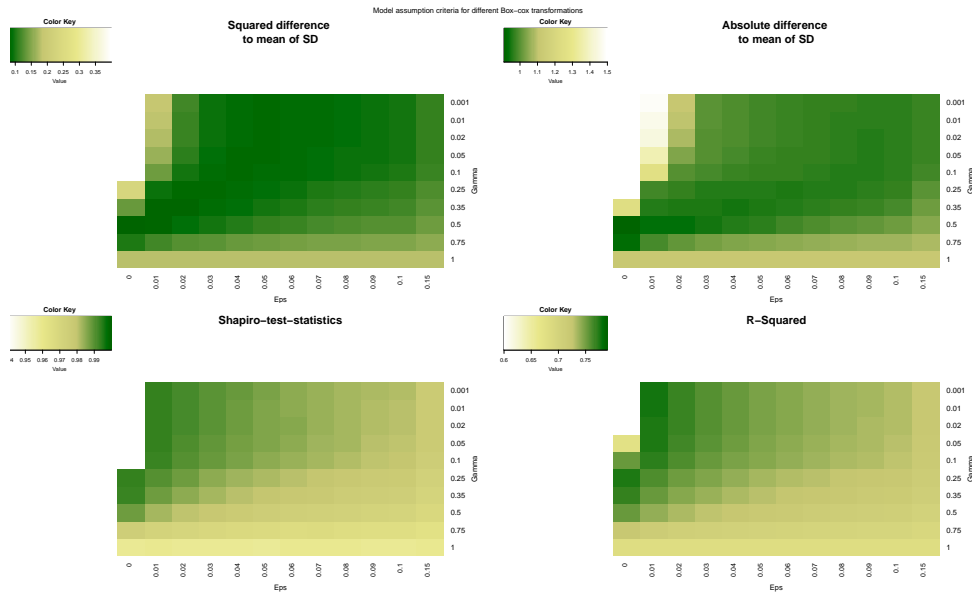 Model assumption criteria for different Box−cox transformations
Color Key
0.1 0.15 0.2 0.25 0.3 0.35
Value
Squared difference
to mean of SD
0.001
0.01
0.02
0.05
0.1
0.25
0.35
0.5
0.75
1
Gamma
0 0.01 0.02 0.03 0.04 0.05 0.06 0.07 0.08 0.09 0.1 0.15
Eps
Color Key
1 1.1 1.2 1.3 1.4 1.5
Value
Absolute difference
to mean of SD
0.001
0.01
0.02
0.05
0.1
0.25
0.35
0.5
0.75
1
Gamma
0 0.01 0.02 0.03 0.04 0.05 0.06 0.07 0.08 0.09 0.1 0.15
Eps
Color Key
4 0.95 0.96 0.97 0.98 0.99
Value
Shapiro−test−statistics
0.001
0.01
0.02
0.05
0.1
0.25
0.35
0.5
0.75
1
Gamma
0 0.01 0.02 0.03 0.04 0.05 0.06 0.07 0.08 0.09 0.1 0.15
Eps
Color Key
0.6 0.65 0.7 0.75
Value
R−Squared
0.001
0.01
0.02
0.05
0.1
0.25
0.35
0.5
0.75
1
Gamma
0 0.01 0.02 0.03 0.04 0.05 0.06 0.07 0.08 0.09 0.1 0.15
Eps